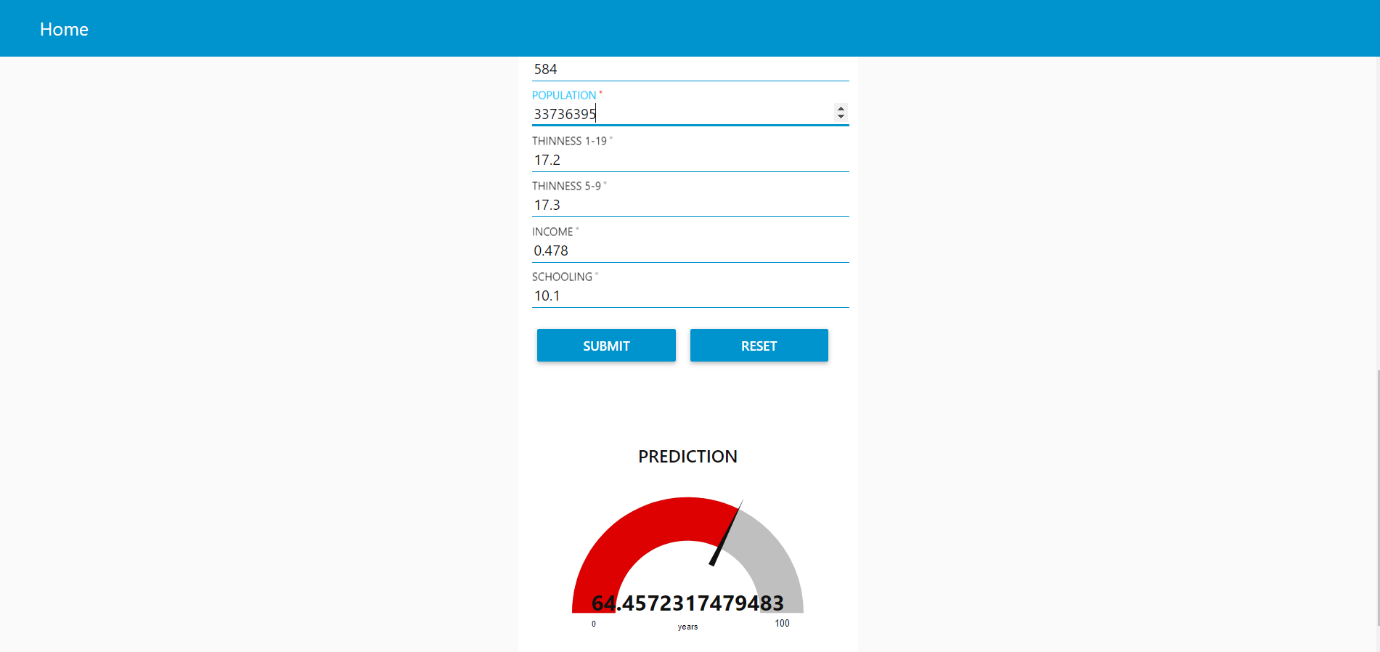 Home
584
POPULATION *
33736395
THINNESS 1-19 *
17.2
THINNESS 5-9 *
17.3
INCOME *
0.478
SCHOOLING *
10.1
SUBMIT RESET
PREDICTION
64.4572317479483
0 years 100